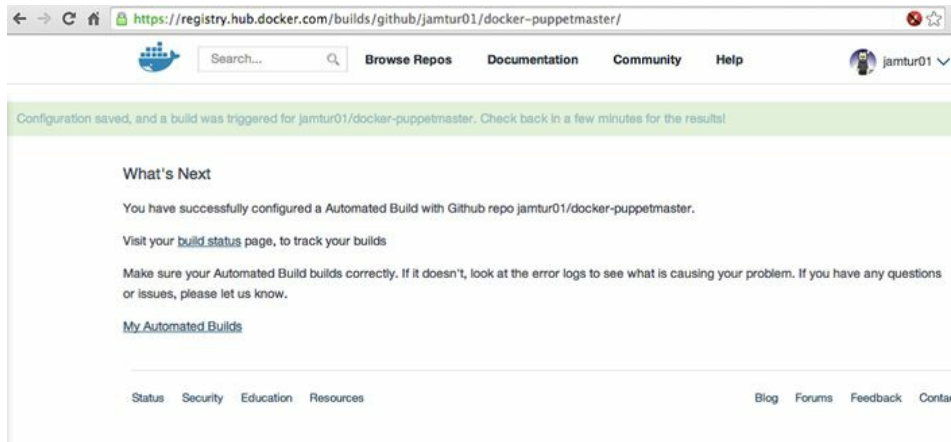 https://registry.hub.docker.com/builds/github/jamtur01/docker-puppetmaster/
Search...
Browse Repos
Documentation
Community
Help
jamtur01
Configuration saved, and a build was triggered for jamtur01/docker-puppetmaster. Check back in a few minutes for the results!
What's Next
You have successfully configured a Automated Build with Github repo jamtur01/docker-puppetmaster.
Visit your build status page, to track your builds
Make sure your Automated Build builds correctly. If it doesn't, look at the error logs to see what is causing your problem. If you have any questions
or issues, please let us know.
My Automated Builds
Status Security Education Resources
Blog Forums Feedback Conta